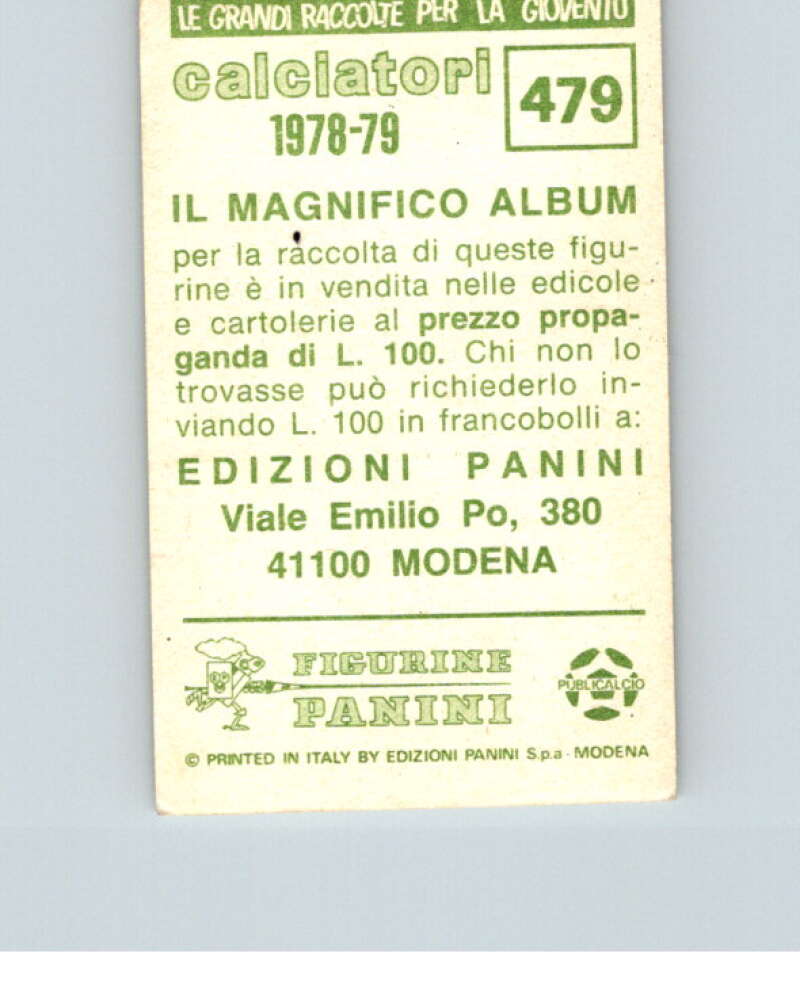 LE GRANDI RACCOLTE PER LA GIOVENTÙ
calciatori
1978-79
479
IL MAGNIFICO ALBUM
per la raccolta di queste figu-
rine è in vendita nelle edicole
e cartolerie al prezzo propa-
ganda di L. 100. Chi non lo
trovasse può richiederlo in-
viando L. 100 in francobolli a:
EDIZIONI PANINI
Viale Emilio Po, 380
41100 MODENA
FIGURINE
PANINI
PUBLICALCIO
© PRINTED IN ITALY BY EDIZIONI PANINI S.p.a - MODENA